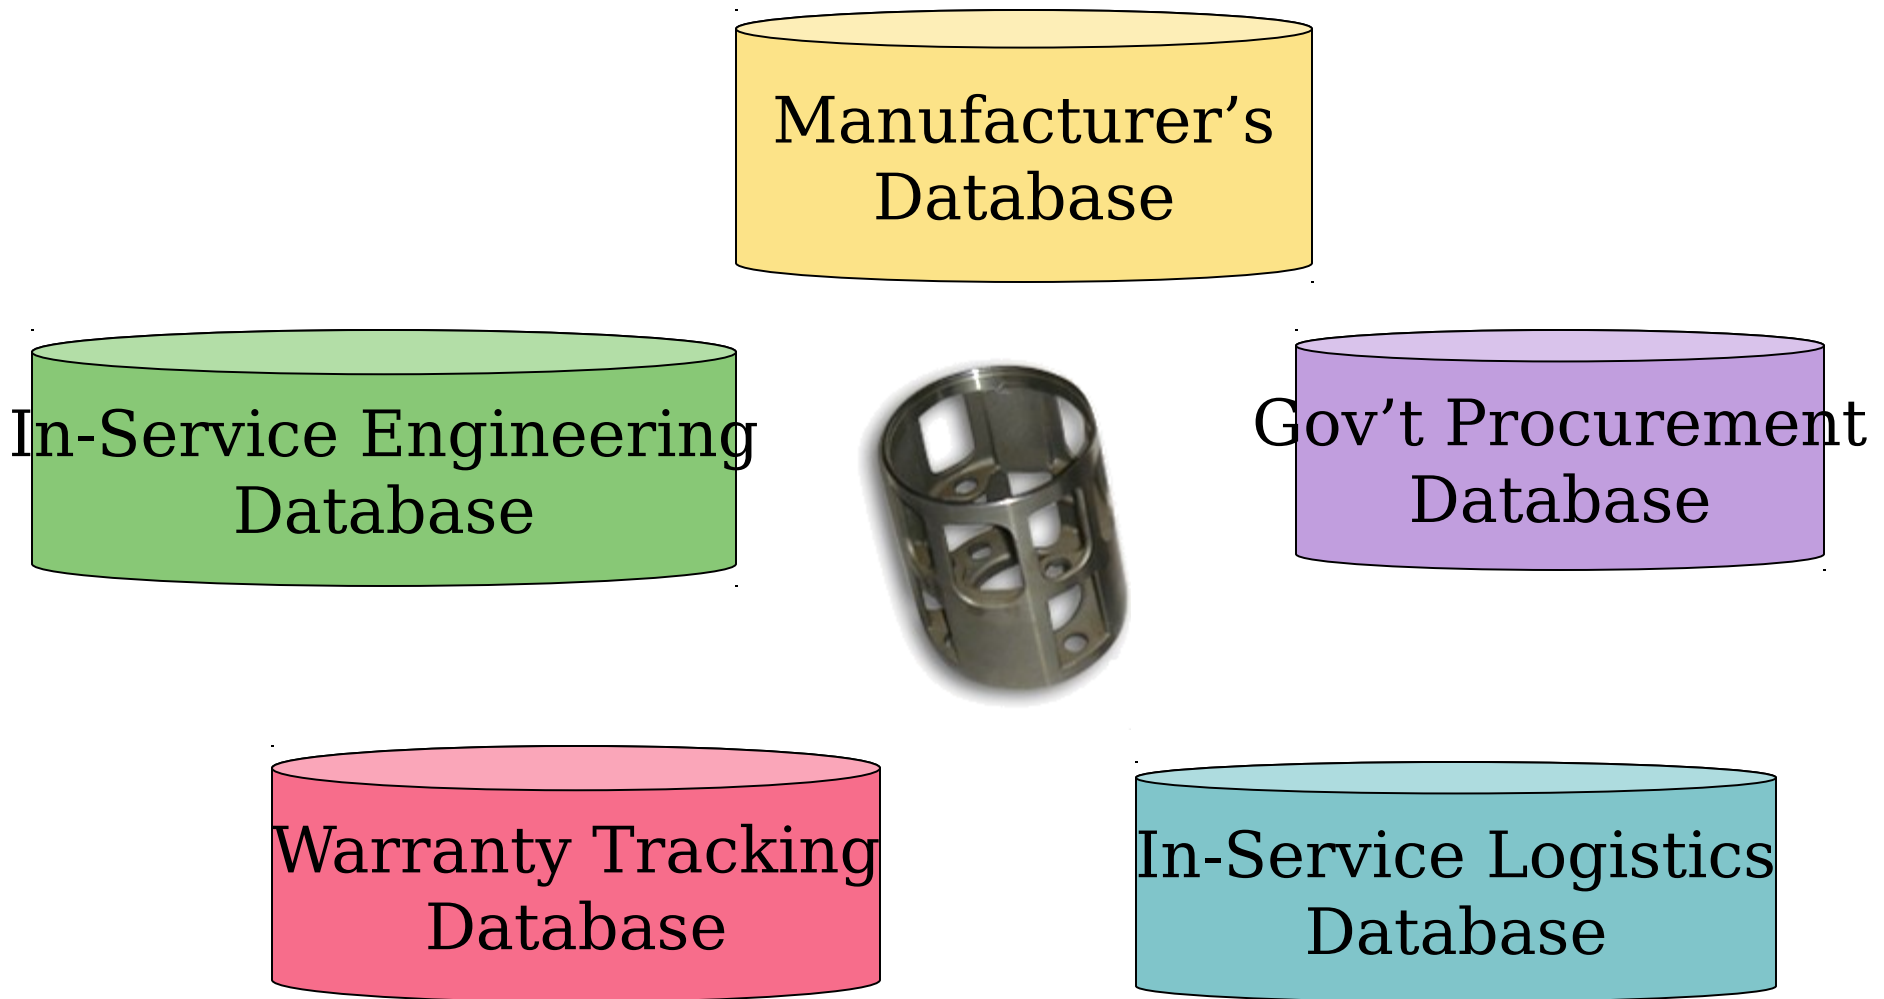 Manufacturer’s
Database
In-Service Engineering
Database
Gov’t Procurement
Database
Warranty Tracking
Database
In-Service Logistics
Database